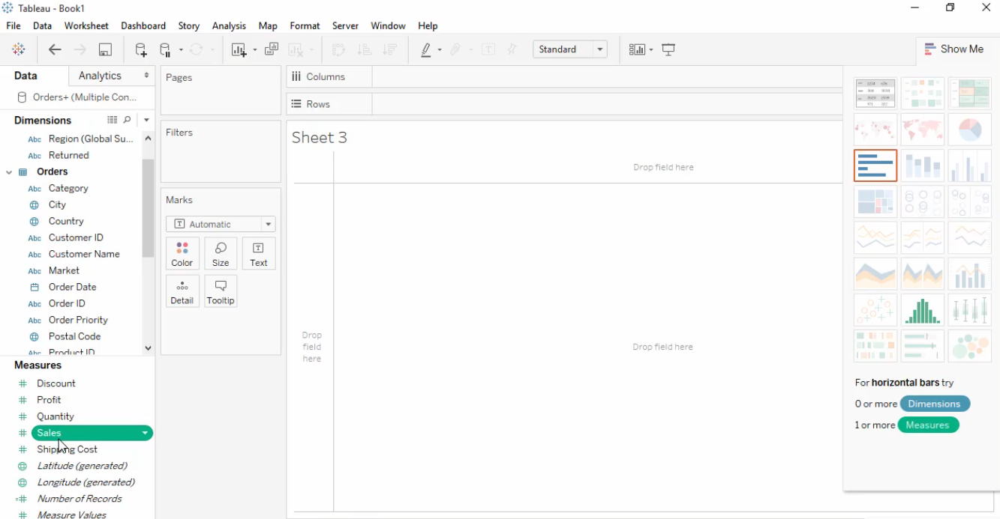 Tableau - Book1
File Data Worksheet Dashboard Story Analysis Map Format Server Window Help
Standard
Show Me
Data Analytics
Orders+ (Multiple Con...
Dimensions
Abc Region (Global Su...
Abc Returned
Orders
Abc Category
City
Country
Abc Customer ID
Abc Customer Name
Abc Market
Order Date
Abc Order ID
Abc Order Priority
Postal Code
Abc Product ID
Measures
Discount
Profit
Quantity
Sales
Shipping Cost
Latitude (generated)
Longitude (generated)
Number of Records
Measure Values
Pages
Filters
Marks
T Automatic
Color Size Text
Detail Tooltip
Columns
Rows
Sheet 3
Drop field here
Drop
field
here
Drop field here
For horizontal bars try
0 or more Dimensions
1 or more Measures